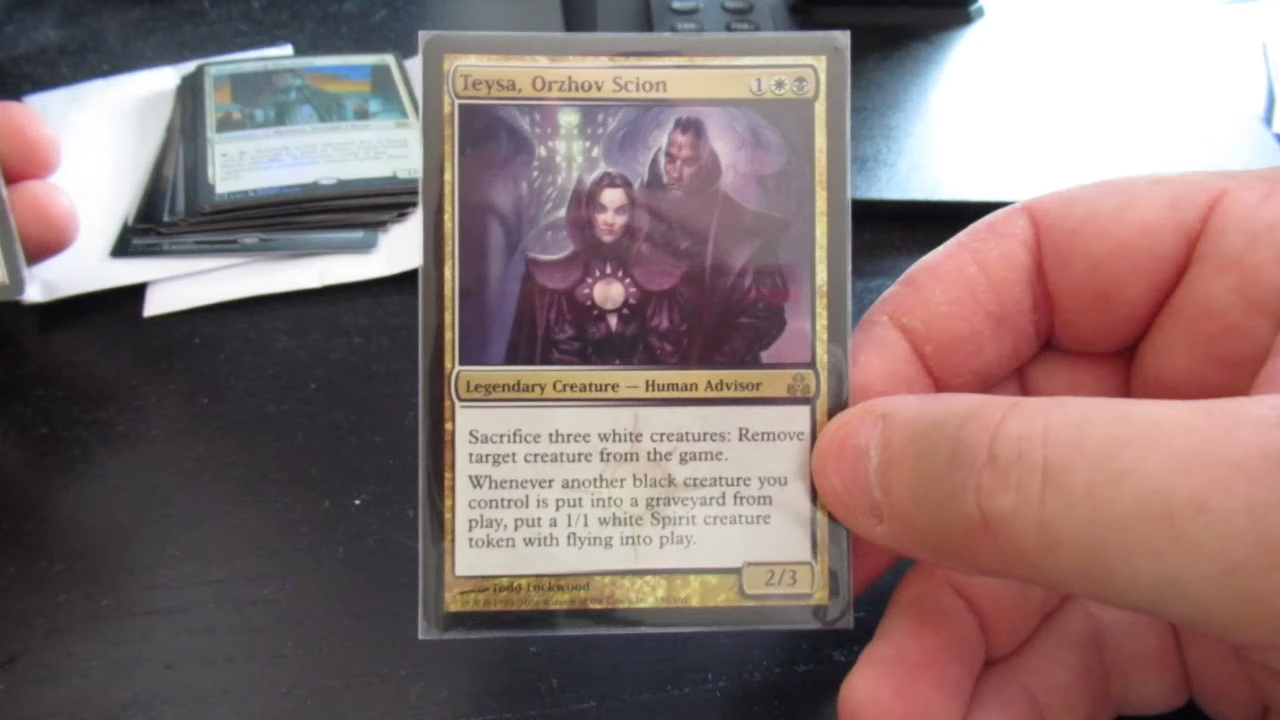 Teysa, Orzhov Scion 1
Legendary Creature — Human Advisor
Sacrifice three white creatures: Remove
target creature from the game.
Whenever another black creature you
control is put into a graveyard from
play, put a 1/1 white Spirit creature
token with flying into play.
2/3
Todd Lockwood